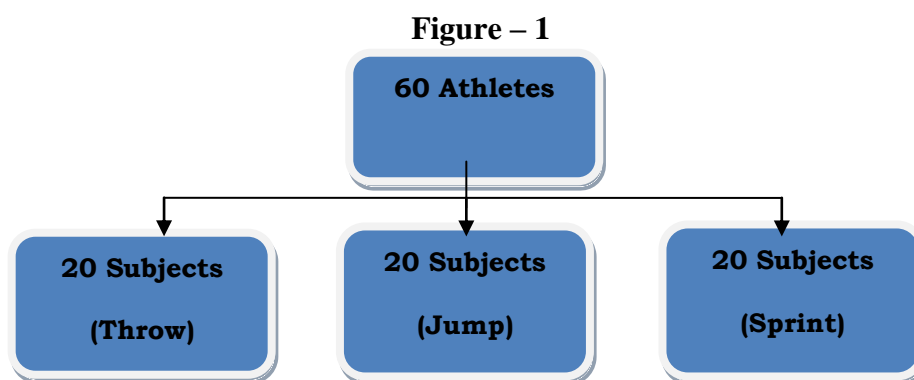 Figure – 1
60 Athletes
20 Subjects
(Throw)
20 Subjects
(Jump)
20 Subjects
(Sprint)